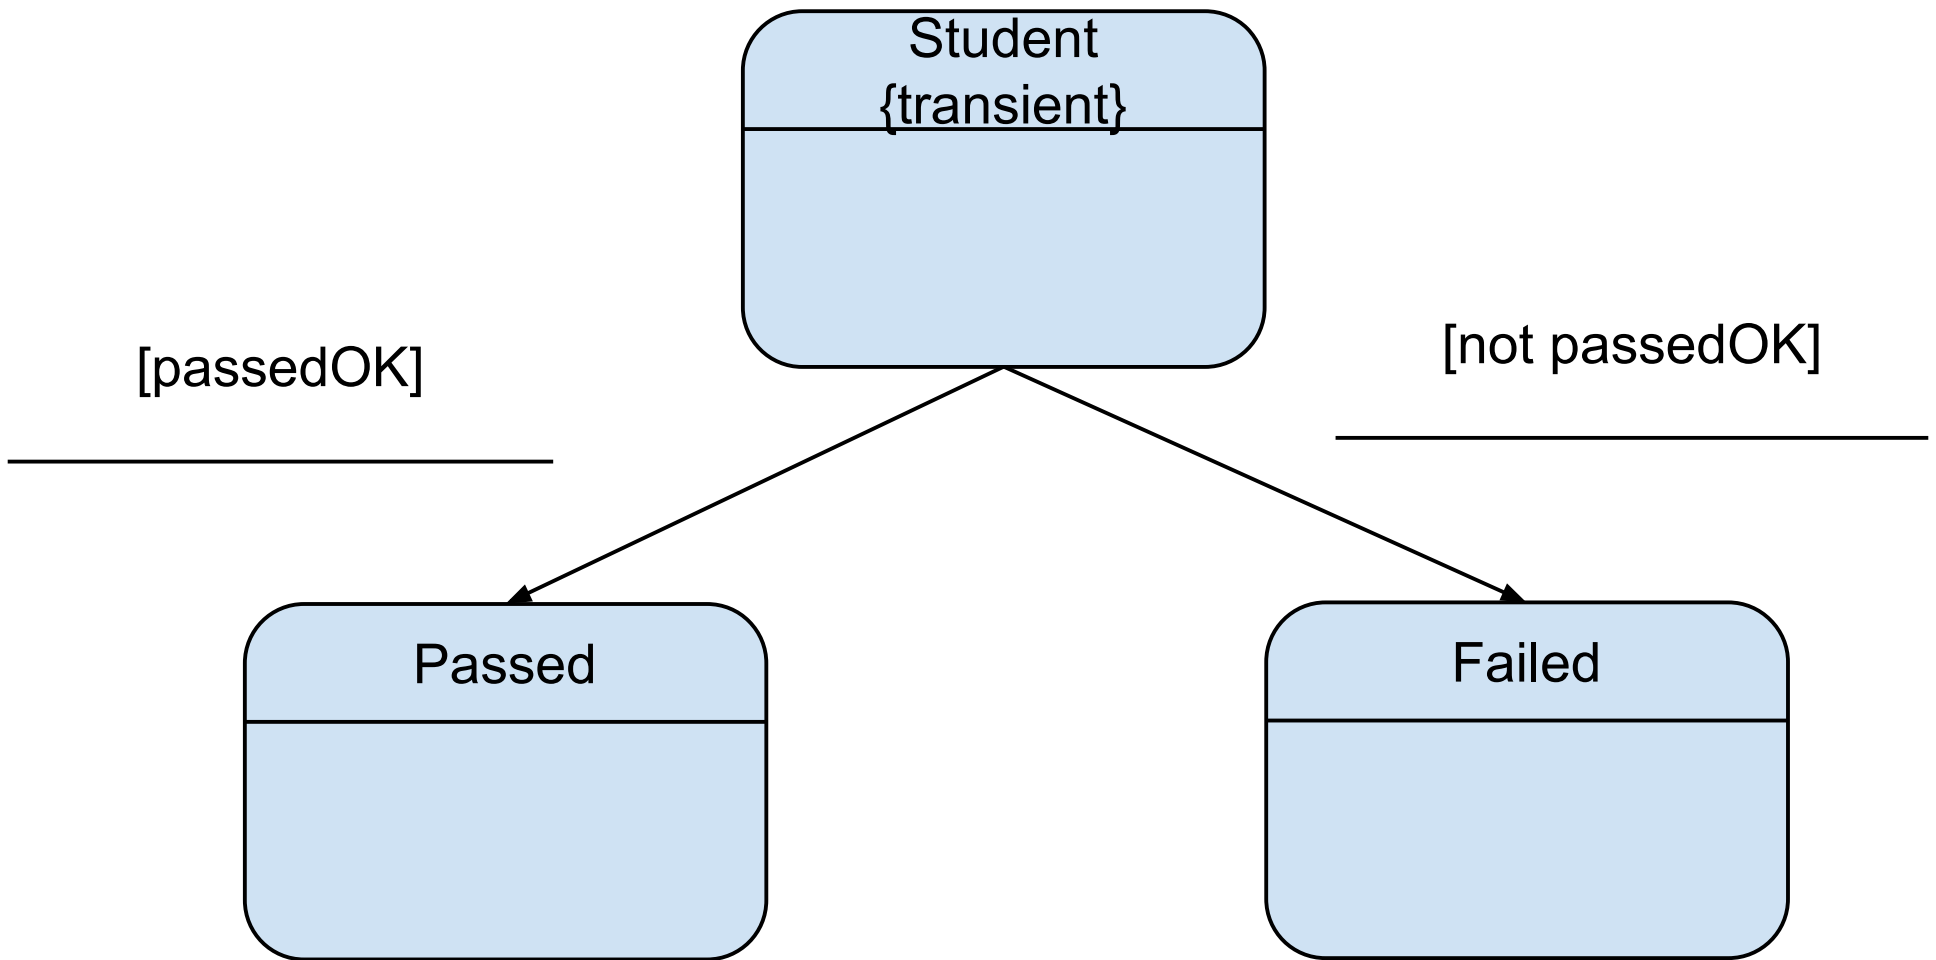 Student
{transient}
[passedOK]
[not passedOK]
Passed
Failed